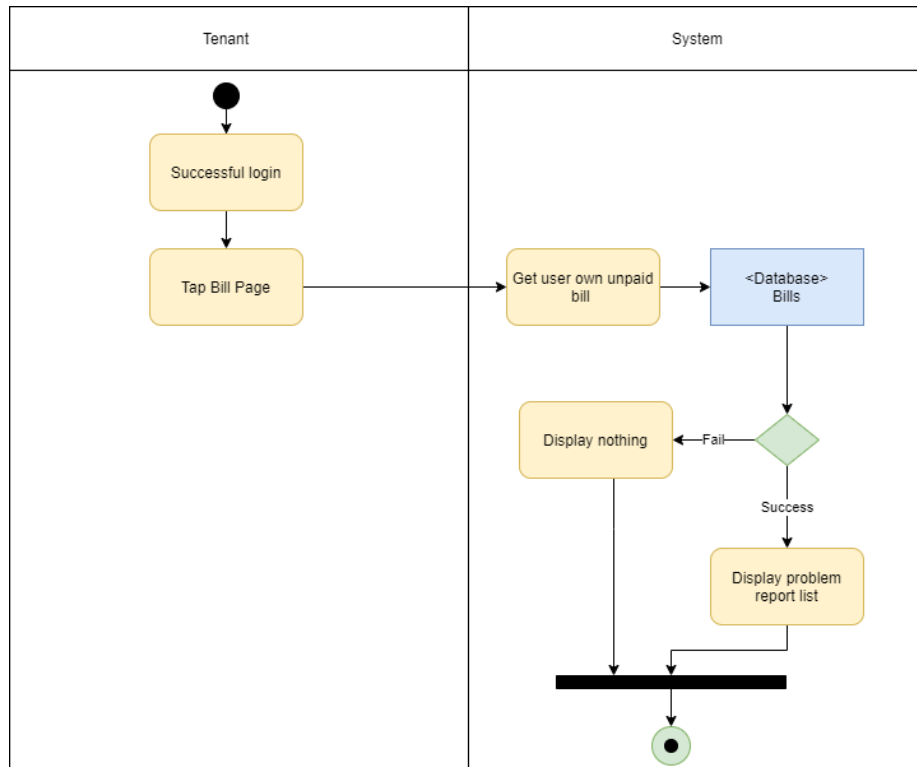 Tenant
System
Successful login
Tap Bill Page
Get user own unpaid
bill
<Database>
Bills
Display nothing
Fail
Success
Display problem
report list